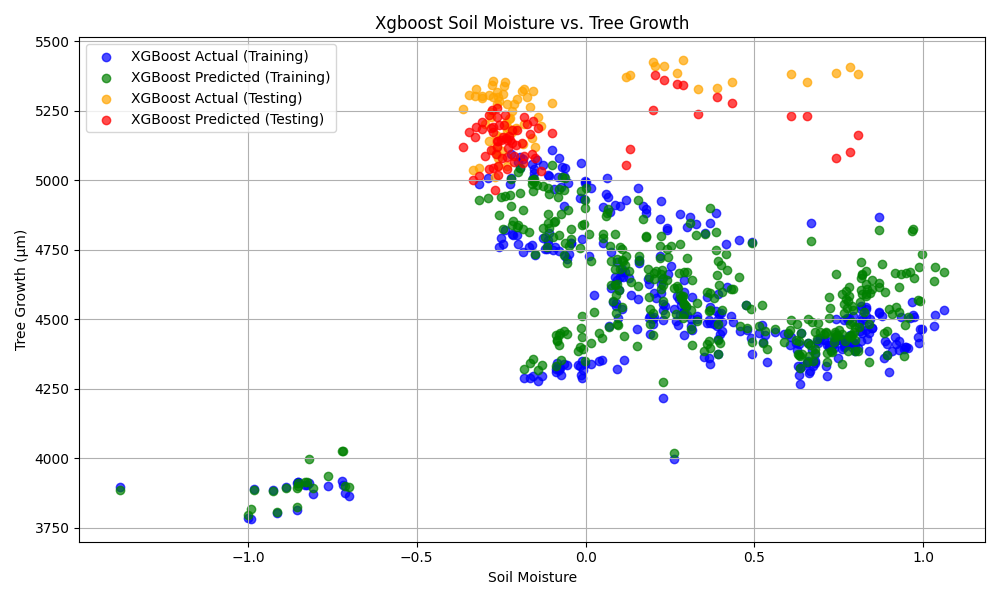 Xgboost Soil Moisture vs. Tree Growth
XGBoost Actual (Training)
XGBoost Predicted (Training)
XGBoost Actual (Testing)
XGBoost Predicted (Testing)
Tree Growth (μm)
5500
5250
5000
4750
4500
4250
4000
3750
−1.0
−0.5
0.0
0.5
1.0
Soil Moisture